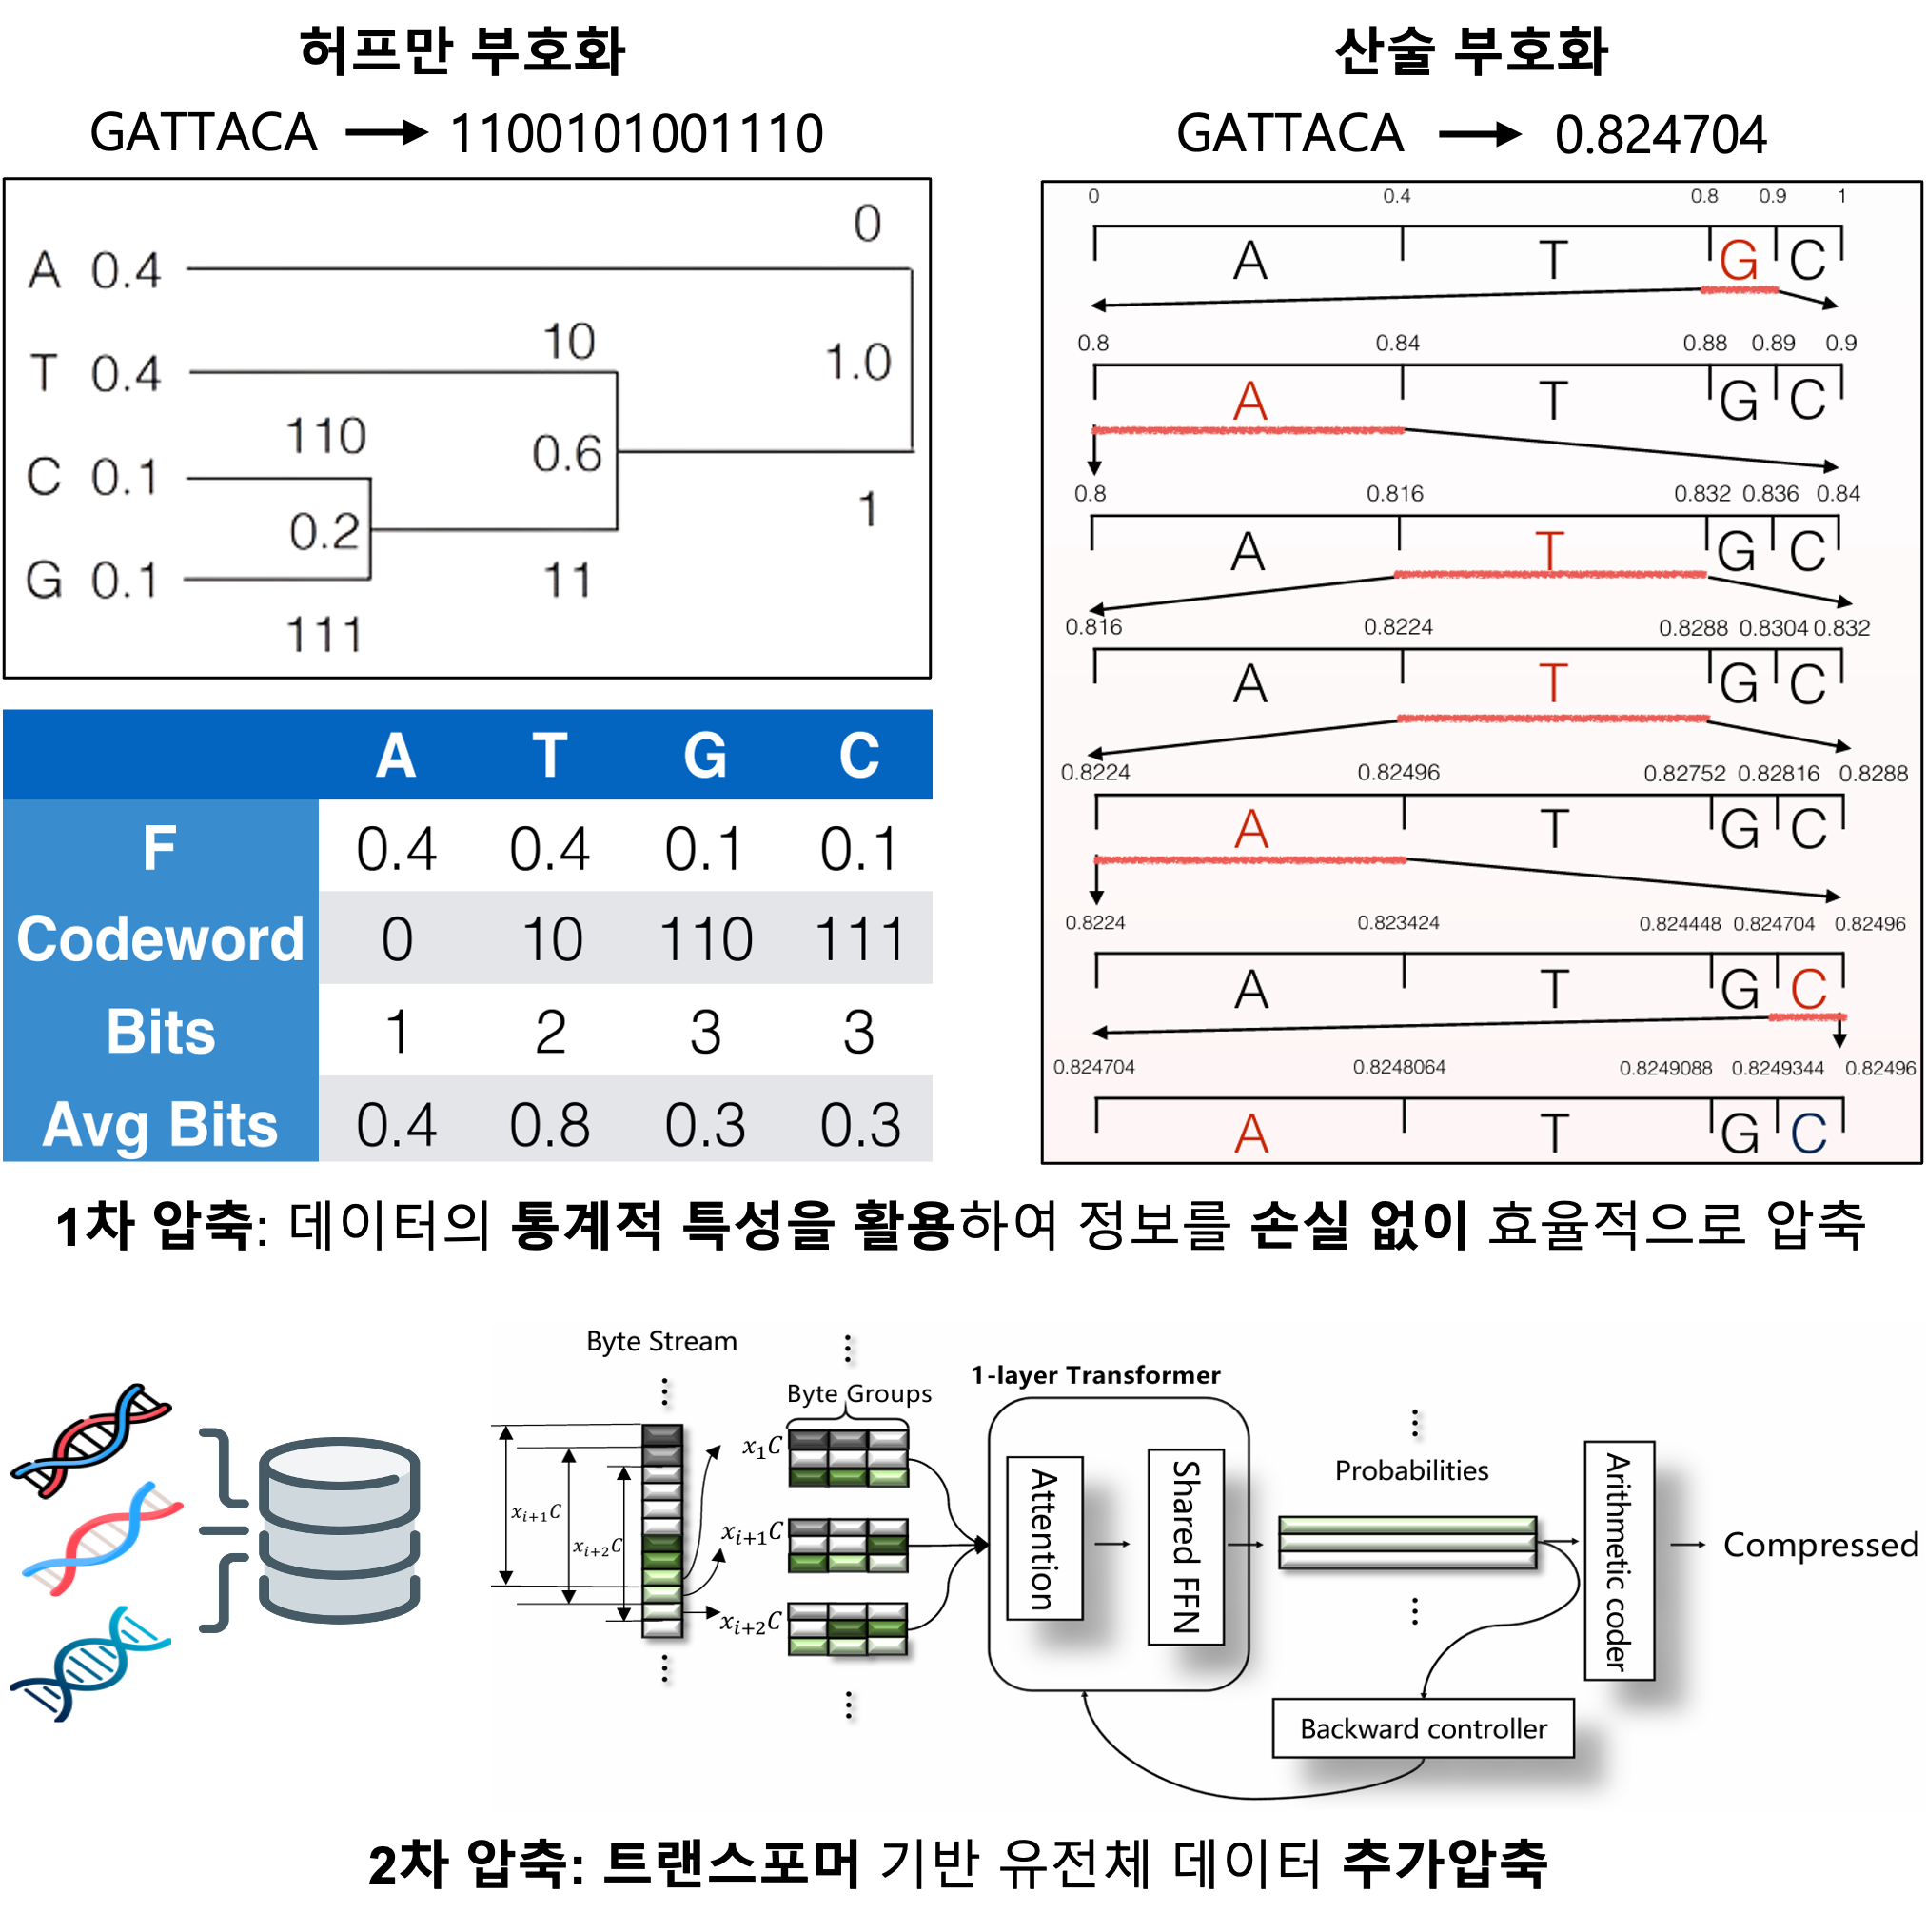 허프만 부호화
GATTACA → 1100101001110
0
A 0.4
10
1.0
T 0.4
110
0.6
C 0.1
0.2
1
G 0.1
11
111
A T G C
F 0.4 0.4 0.1 0.1
Codeword 0 10 110 111
Bits 1 2 3 3
Avg Bits 0.4 0.8 0.3 0.3
산술 부호화
GATTACA → 0.824704
0 0.4 0.8 0.9 1
A T G C
0.8 0.84 0.88 0.89 0.9
A T G C
0.8 0.816 0.832 0.836 0.84
A T G C
0.816 0.8224 0.8288 0.8304 0.832
A T G C
0.8224 0.82496 0.82752 0.82816 0.8288
A T G C
0.8224 0.823424 0.824448 0.824704 0.82496
A T G C
0.824704 0.8248064 0.8249088 0.8249344 0.82496
A T G C
1차 압축: 데이터의 통계적 특성을 활용하여 정보를 손실 없이 효율적으로 압축
Byte Stream
⋮
x_{i+1}C
x_{i+2}C
⋮
⋮
Byte Groups
x_1C
x_{i+1}C
x_{i+2}C
⋮
1-layer Transformer
Attention
Shared FFN
⋮
Probabilities
⋮
Arithmetic coder
Compressed
Backward controller
2차 압축: 트랜스포머 기반 유전체 데이터 추가압축